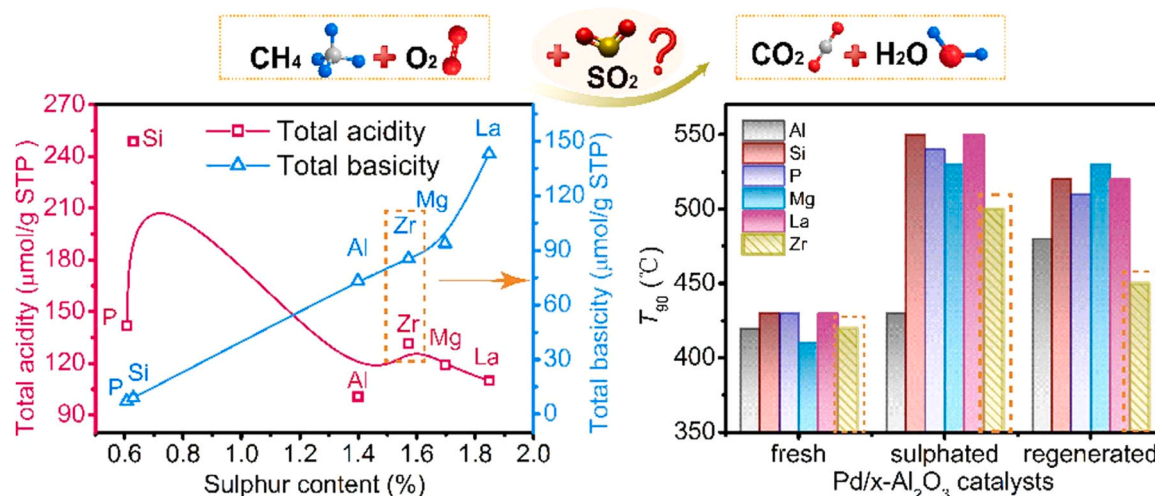 CH4 + O2
+ SO2 ?
CO2 + H2O
Total acidity (μmol/g STP)
270
240
210
180
150
120
90
Total acidity
Total basicity
Si
P
Al
Zr
Mg
La
P
Si
Al
Zr
Mg
La
0.6
0.8
1.0
1.2
1.4
1.6
1.8
2.0
Sulphur content (%)
150
120
90
60
30
0
Total basicity (μmol/g STP)
T90 (℃)
550
500
450
400
350
Al
Si
P
Mg
La
Zr
fresh
sulphated
regenerated
Pd/x-Al2O3 catalysts